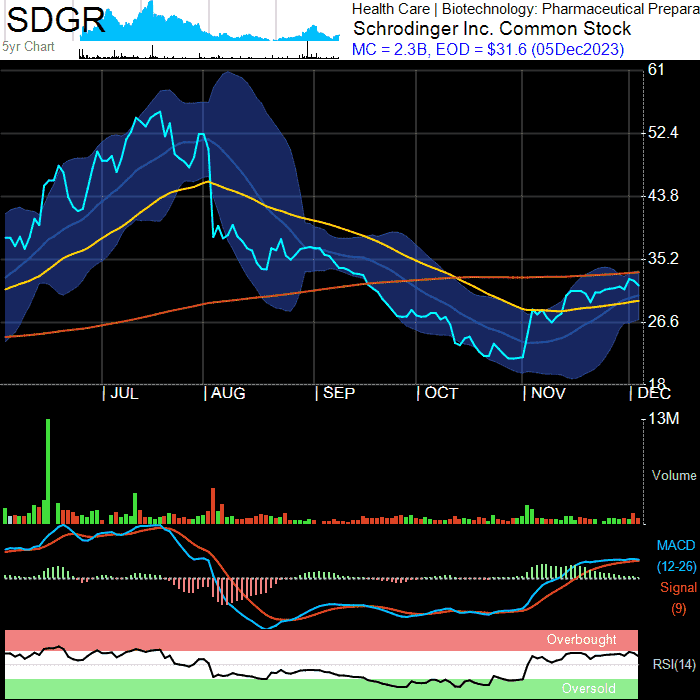 SDGR
5yr Chart
Health Care | Biotechnology: Pharmaceutical Prepara
Schrodinger Inc. Common Stock
MC = 2.3B, EOD = $31.6 (05Dec2023)
61
52.4
43.8
35.2
26.6
18
| JUL | AUG | SEP | OCT | NOV | DEC
13M
Volume
MACD
(12-26)
Signal
(9)
Overbought
RSI(14)
Oversold